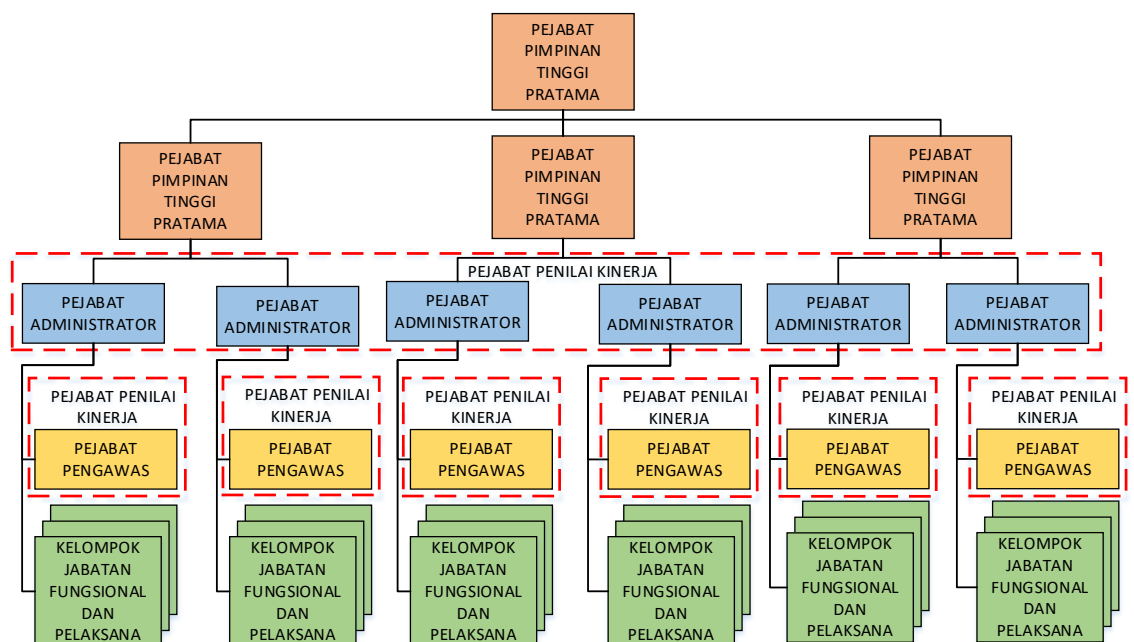 PEJABAT
PIMPINAN
TINGGI
PRATAMA
PEJABAT
PIMPINAN
TINGGI
PRATAMA
PEJABAT
PIMPINAN
TINGGI
PRATAMA
PEJABAT
PIMPINAN
TINGGI
PRATAMA
PEJABAT PENILAI KINERJA
PEJABAT
ADMINISTRATOR
PEJABAT
ADMINISTRATOR
PEJABAT
ADMINISTRATOR
PEJABAT
ADMINISTRATOR
PEJABAT
ADMINISTRATOR
PEJABAT
ADMINISTRATOR
PEJABAT PENILAI
KINERJA
PEJABAT
PENGAWAS
PEJABAT PENILAI
KINERJA
PEJABAT
PENGAWAS
PEJABAT PENILAI
KINERJA
PEJABAT
PENGAWAS
PEJABAT PENILAI
KINERJA
PEJABAT
PENGAWAS
PEJABAT PENILAI
KINERJA
PEJABAT
PENGAWAS
PEJABAT PENILAI
KINERJA
PEJABAT
PENGAWAS
KELOMPOK
JABATAN
FUNGSIONAL
DAN
PELAKSANA
KELOMPOK
JABATAN
FUNGSIONAL
DAN
PELAKSANA
KELOMPOK
JABATAN
FUNGSIONAL
DAN
PELAKSANA
KELOMPOK
JABATAN
FUNGSIONAL
DAN
PELAKSANA
KELOMPOK
JABATAN
FUNGSIONAL
DAN
PELAKSANA
KELOMPOK
JABATAN
FUNGSIONAL
DAN
PELAKSANA